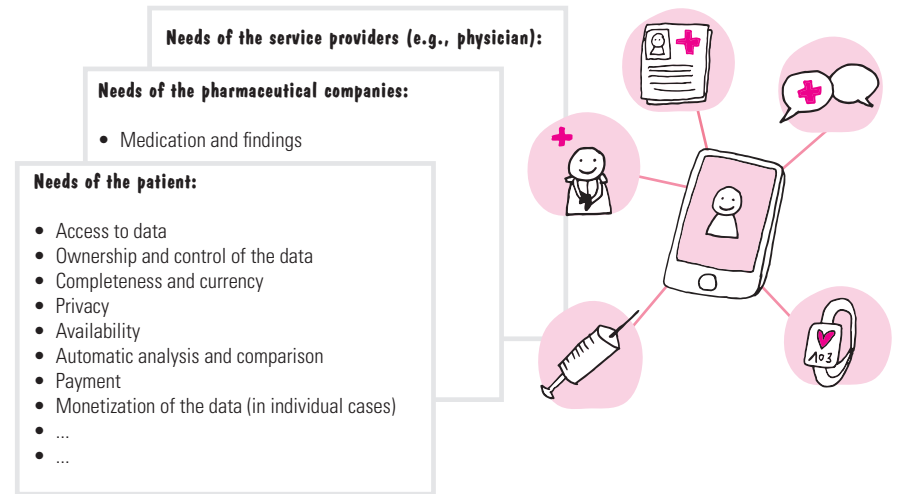 Needs of the service providers (e.g., physician):
Needs of the pharmaceutical companies:
• Medication and findings
Needs of the patient:
• Access to data
• Ownership and control of the data
• Completeness and currency
• Privacy
• Availability
• Automatic analysis and comparison
• Payment
• Monetization of the data (in individual cases)
• ...
• ...
103